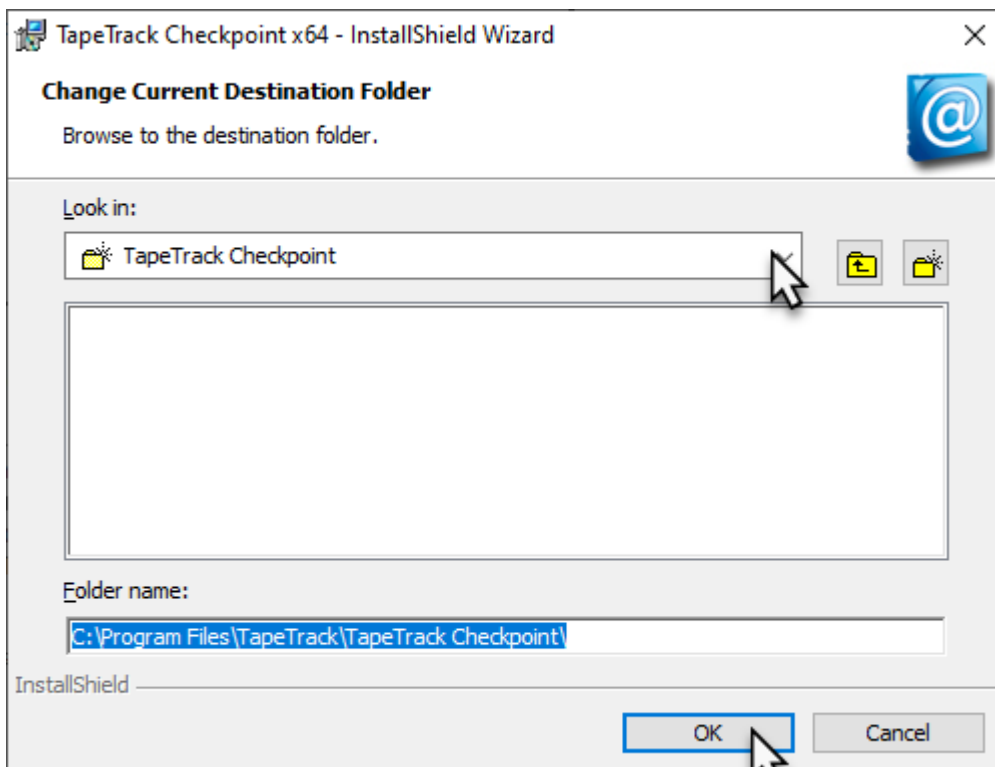 TapeTrack Checkpoint x64 - InstallShield Wizard
Change Current Destination Folder
Browse to the destination folder.
@
Look in:
TapeTrack Checkpoint
Folder name:
C:\Program Files\TapeTrack\TapeTrack Checkpoint\
InstallShield
OK
Cancel